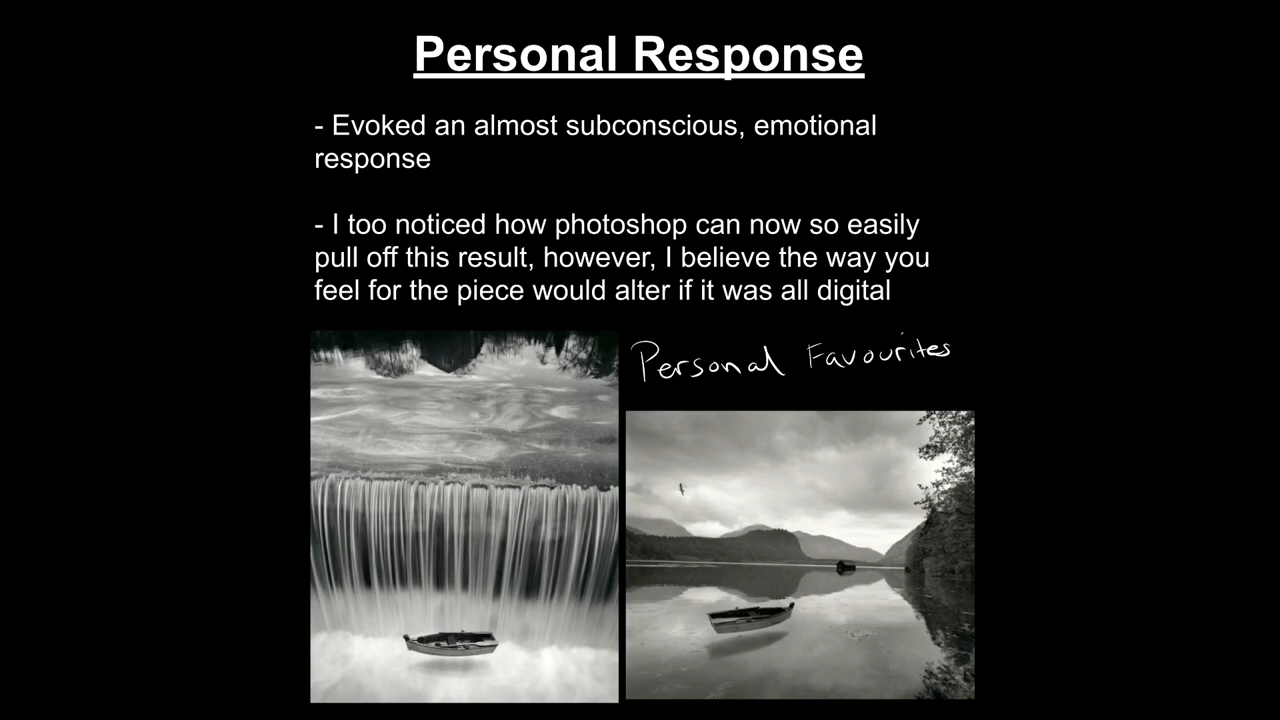 Personal Response
- Evoked an almost subconscious, emotional
response
- I too noticed how photoshop can now so easily
pull off this result, however, I believe the way you
feel for the piece would alter if it was all digital
Personal Favourites